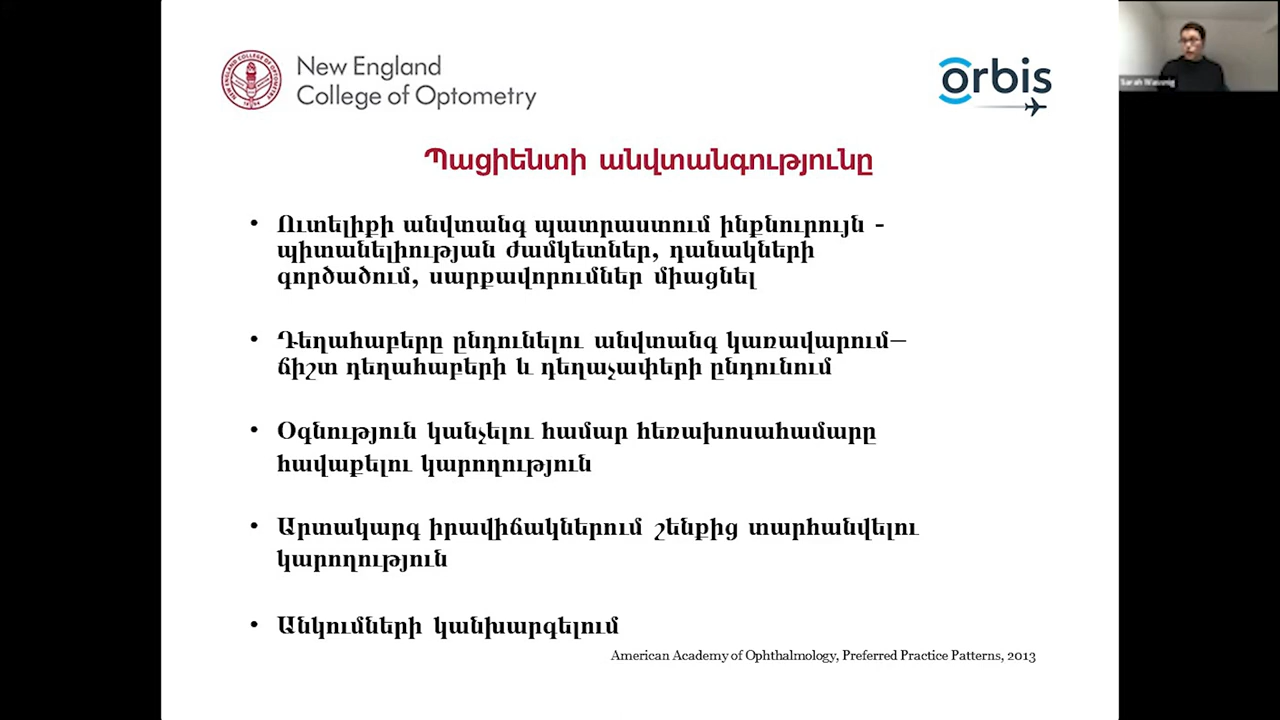 New England
College of Optometry
orbis
Sarah Wassnig
Պացիենտի անվտանգությունը
• Ուտելիքի անվտանգ պատրաստում ինքնուրույն -
պիտանելիության ժամկետներ, դանակների
գործածում, սարքավորումներ միացնել
• Դեղահաբերը ընդունելու անվտանգ կառավարում—
ճիշտ դեղահաբերի և դեղաչափերի ընդունում
• Օգնություն կանչելու համար հեռախոսահամարը
հավաքելու կարողություն
• Արտակարգ իրավիճակներում շենքից տարհանվելու
կարողություն
• Անկումների կանխարգելում
American Academy of Ophthalmology, Preferred Practice Patterns, 2013